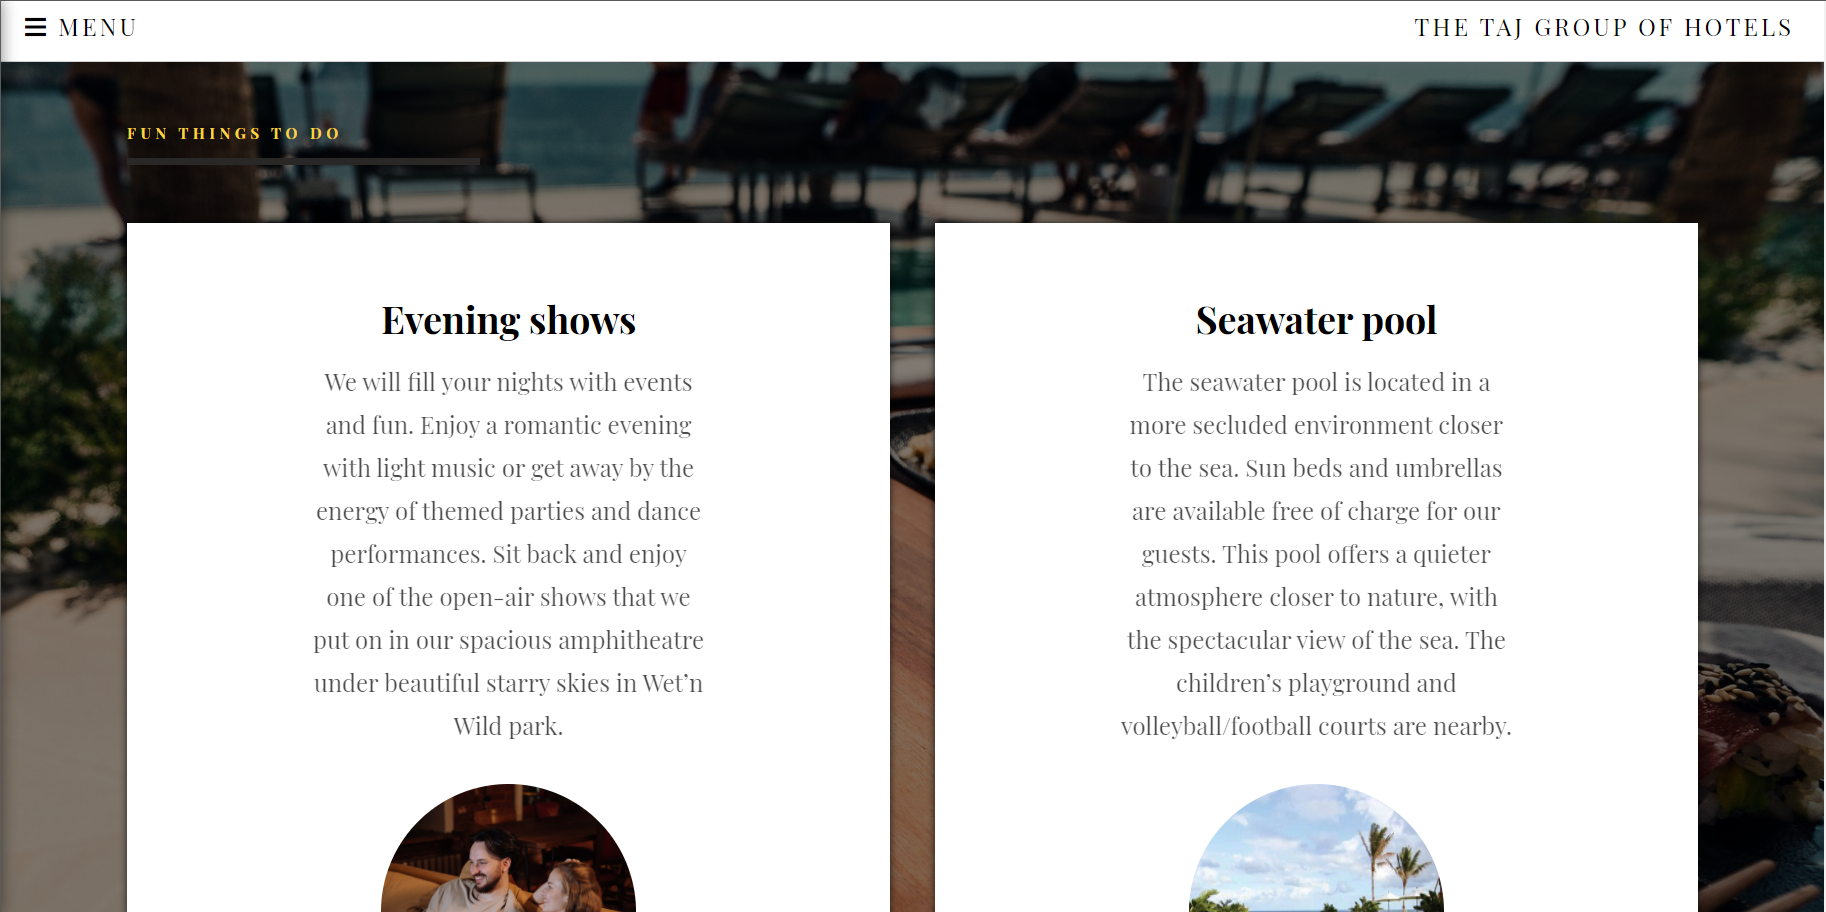 MENU
THE TAJ GROUP OF HOTELS
FUN THINGS TO DO
Evening shows
We will fill your nights with events
and fun. Enjoy a romantic evening
with light music or get away by the
energy of themed parties and dance
performances. Sit back and enjoy
one of the open-air shows that we
put on in our spacious amphitheatre
under beautiful starry skies in Wet’n
Wild park.
Seawater pool
The seawater pool is located in a
more secluded environment closer
to the sea. Sun beds and umbrellas
are available free of charge for our
guests. This pool offers a quieter
atmosphere closer to nature, with
the spectacular view of the sea. The
children’s playground and
volleyball/football courts are nearby.